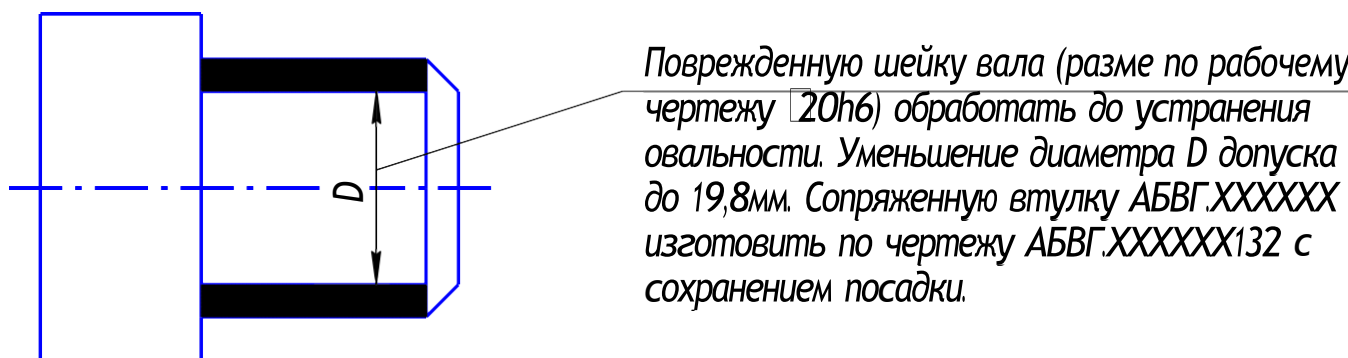 Поврежденную шейку вала (разме по рабочему
чертежу 20h6) обработать до устранения
овальности. Уменьшение диаметра D допуска
до 19,8мм. Сопряженную втулку АБВГ.XXXXXX
изготовить по чертежу АБВГ.XXXXXX132 с
сохранением посадки.
D